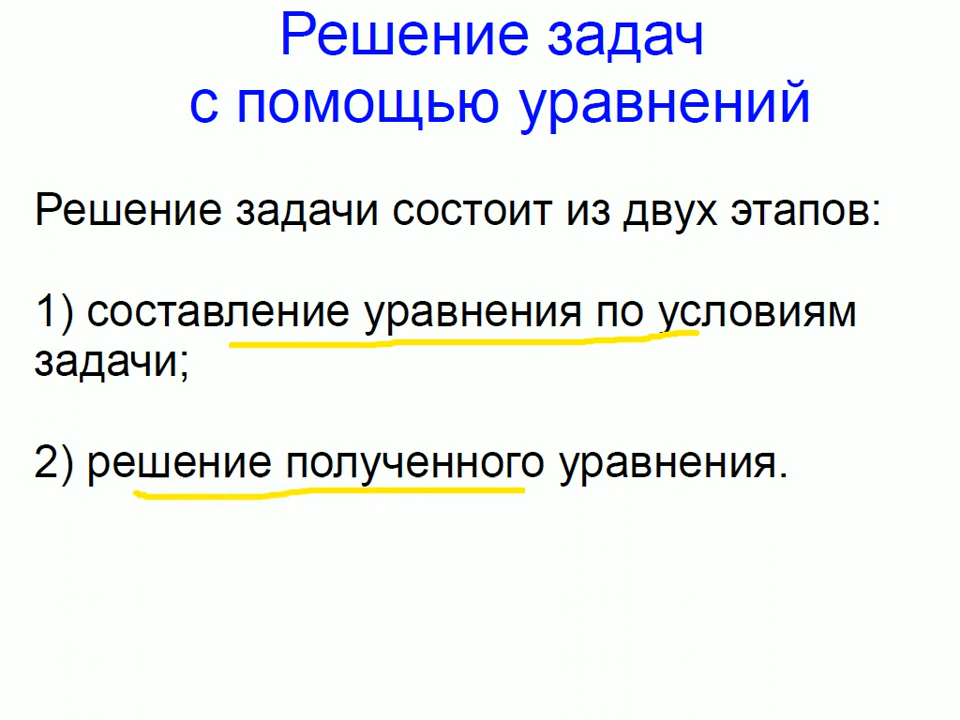 Решение задач
с помощью уравнений
Решение задачи состоит из двух этапов:
1) составление уравнения по условиям
задачи;
2) решение полученного уравнения.